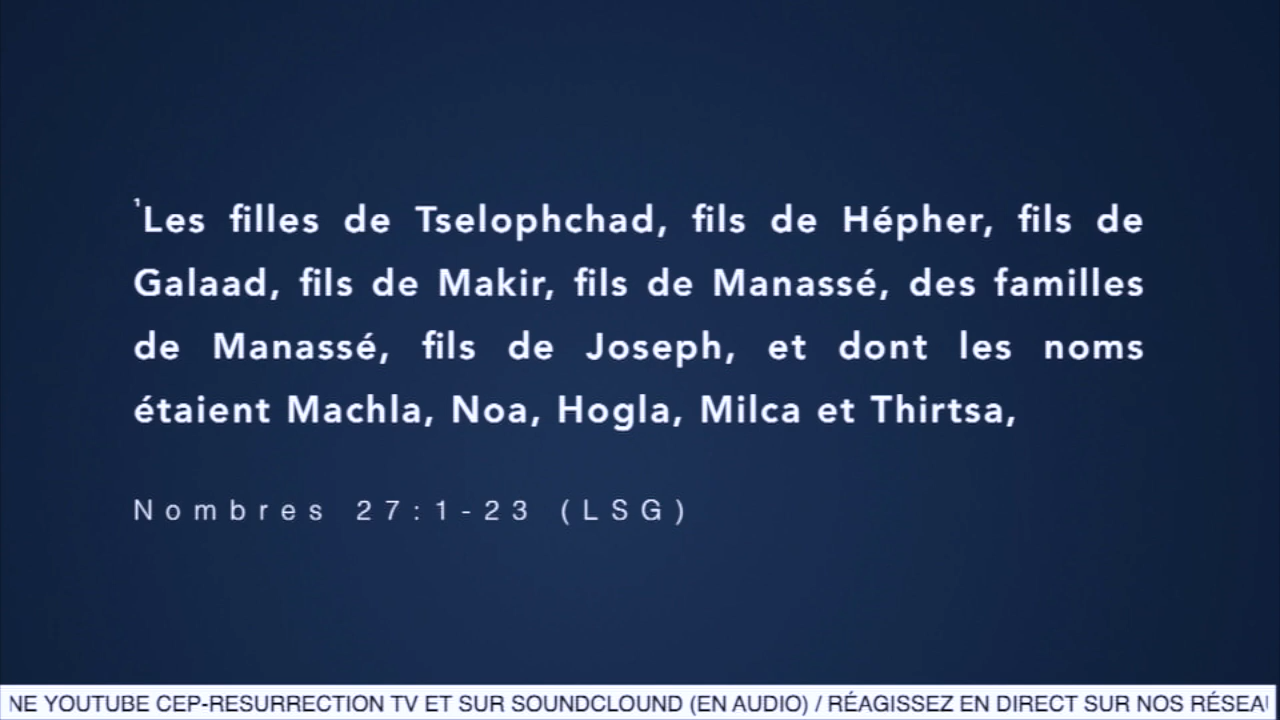 ¹Les filles de Tselophchad, fils de Hépher, fils de
Galaad, fils de Makir, fils de Manassé, des familles
de Manassé, fils de Joseph, et dont les noms
étaient Machla, Noa, Hogla, Milca et Thirtsa,
Nombres 27:1-23 (LSG)
NE YOUTUBE CEP-RESURRECTION TV ET SUR SOUNDCLOUND (EN AUDIO) / RÉAGISSEZ EN DIRECT SUR NOS RÉSEA